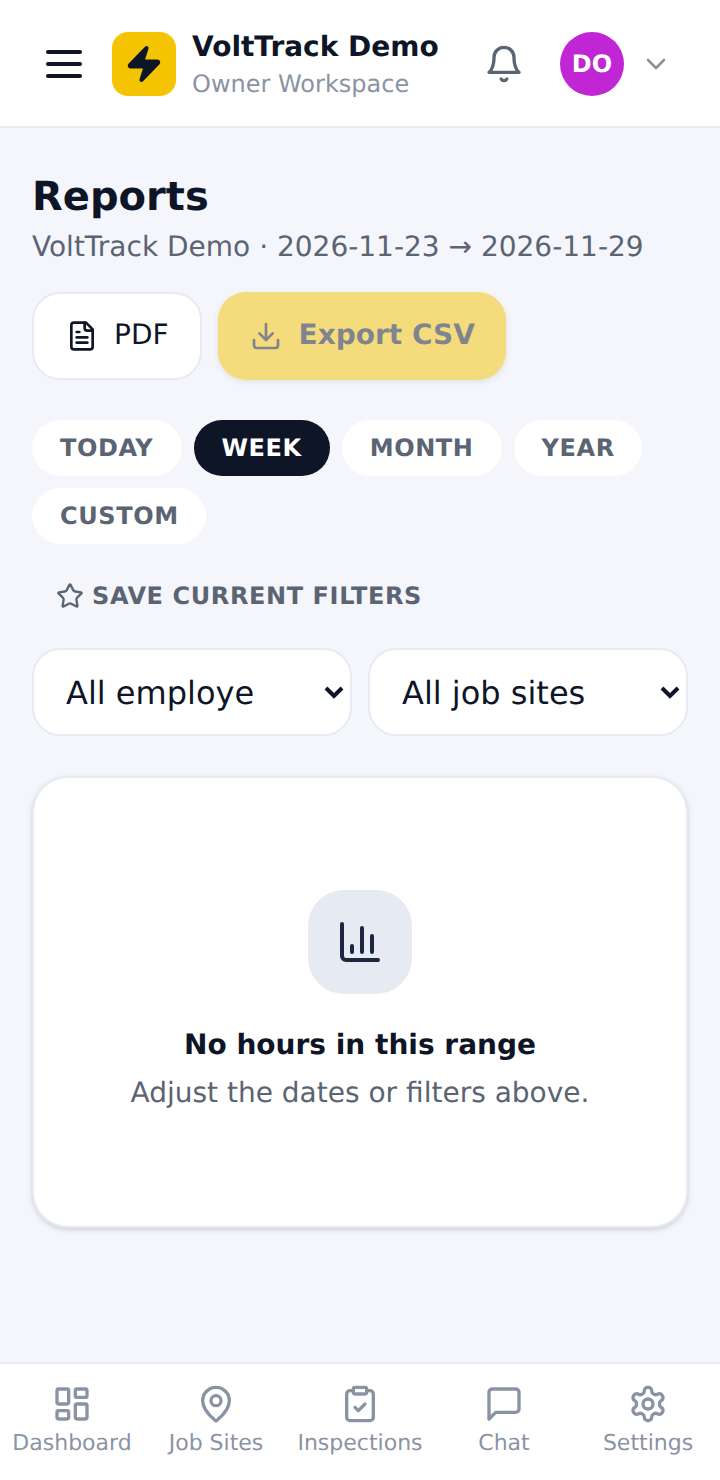 VoltTrack Demo
Owner Workspace
DO
Reports
VoltTrack Demo · 2026-11-23 → 2026-11-29
PDF
Export CSV
TODAY
WEEK
MONTH
YEAR
CUSTOM
SAVE CURRENT FILTERS
All employe
All job sites
No hours in this range
Adjust the dates or filters above.
Dashboard
Job Sites
Inspections
Chat
Settings